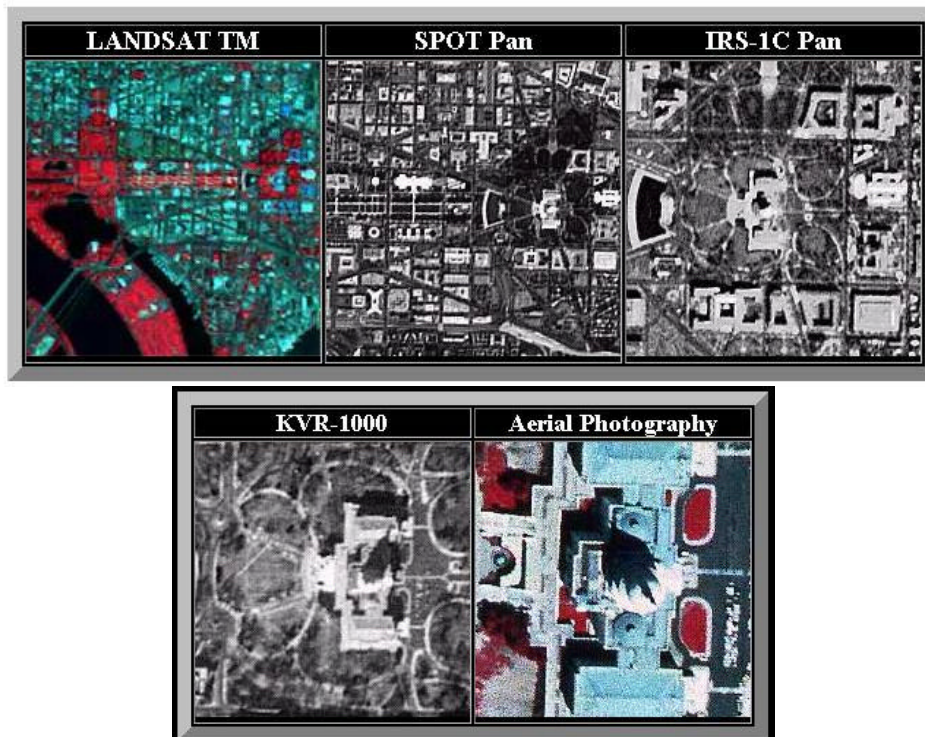 LANDSAT TM
SPOT Pan
IRS-1C Pan
KVR-1000
Aerial Photography